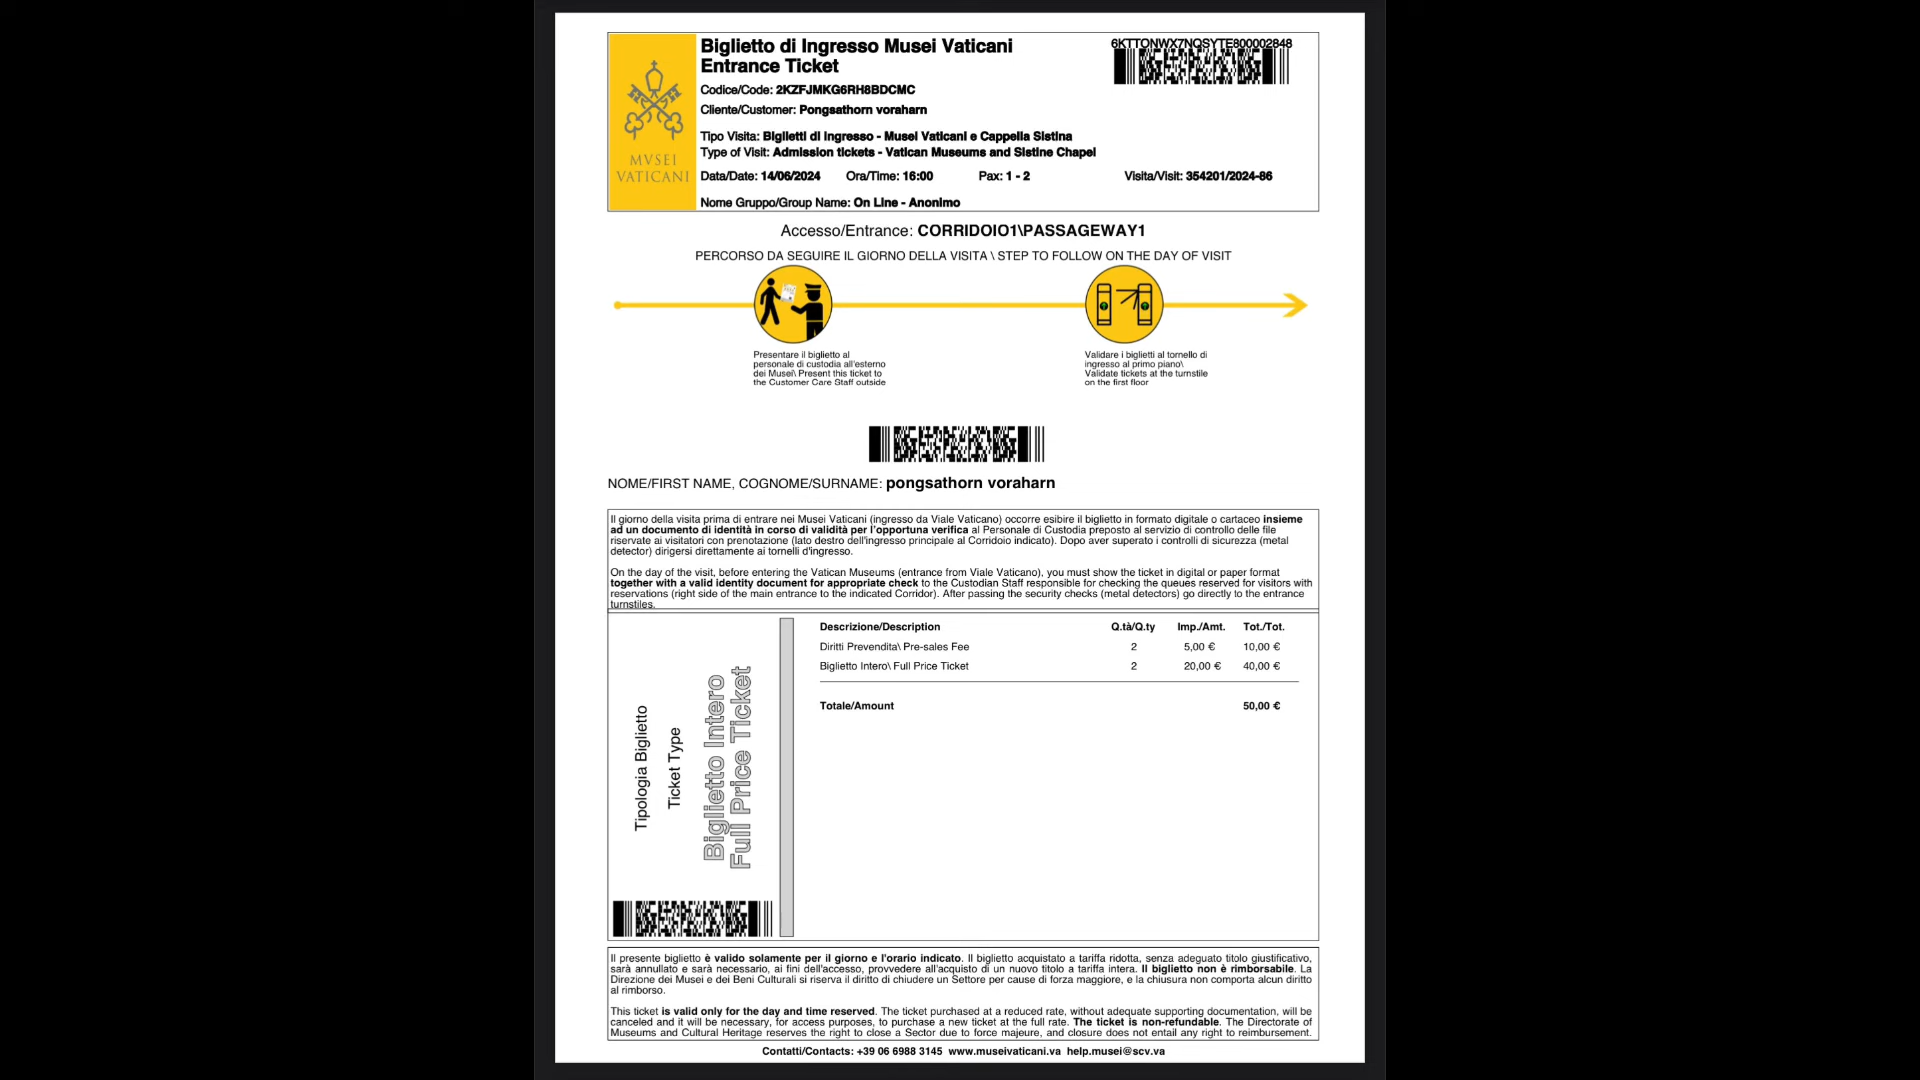 Biglietto di Ingresso Musei Vaticani
Entrance Ticket
6KTTONWX7NQSYTE800002848
Codice/Code: 2KZFJMKG6RH8BDCMC
Cliente/Customer: Pongsathorn voraharn
Tipo Visita: Biglietti di Ingresso - Musei Vaticani e Cappella Sistina
Type of Visit: Admission tickets - Vatican Museums and Sistine Chapel
Data/Date: 14/06/2024 Ora/Time: 16:00 Pax: 1 - 2 Visita/Visit: 354201/2024-86
Nome Gruppo/Group Name: On Line - Anonimo
MVSEI
VATICANI
Accesso/Entrance: CORRIDOIO1\PASSAGEWAY1
PERCORSO DA SEGUIRE IL GIORNO DELLA VISITA \ STEP TO FOLLOW ON THE DAY OF VISIT
Presentare il biglietto al
personale di custodia all'esterno
dei Musei\ Present this ticket to
the Customer Care Staff outside
Validare i biglietti al tornello di
ingresso al primo piano\
Validate tickets at the turnstile
on the first floor
NOME/FIRST NAME, COGNOME/SURNAME: pongsathorn voraharn
Il giorno della visita prima di entrare nei Musei Vaticani (ingresso da Viale Vaticano) occorre esibire il biglietto in formato digitale o cartaceo insieme
ad un documento di identità in corso di validità per l'opportuna verifica al Personale di Custodia preposto al servizio di controllo delle file
riservate ai visitatori con prenotazione (lato destro dell'ingresso principale al Corridoio indicato). Dopo aver superato i controlli di sicurezza (metal
detector) dirigersi direttamente ai tornelli d'ingresso.
On the day of the visit, before entering the Vatican Museums (entrance from Viale Vaticano), you must show the ticket in digital or paper format
together with a valid identity document for appropriate check to the Custodian Staff responsible for checking the queues reserved for visitors with
reservations (right side of the main entrance to the indicated Corridor). After passing the security checks (metal detectors) go directly to the entrance
turnstiles.
Tipologia Biglietto
Ticket Type
Biglietto Intero
Full Price Ticket
Descrizione/Description Q.tà/Q.ty Imp./Amt. Tot./Tot.
Diritti Prevendita\ Pre-sales Fee 2 5,00 € 10,00 €
Biglietto Intero\ Full Price Ticket 2 20,00 € 40,00 €
Totale/Amount 50,00 €
Il presente biglietto è valido solamente per il giorno e l'orario indicato. Il biglietto acquistato a tariffa ridotta, senza adeguato titolo giustificativo,
sarà annullato e sarà necessario, ai fini dell'accesso, provvedere all'acquisto di un nuovo titolo a tariffa intera. Il biglietto non è rimborsabile. La
Direzione dei Musei e dei Beni Culturali si riserva il diritto di chiudere un Settore per cause di forza maggiore, e la chiusura non comporta alcun diritto
al rimborso.
This ticket is valid only for the day and time reserved. The ticket purchased at a reduced rate, without adequate supporting documentation, will be
canceled and it will be necessary, for access purposes, to purchase a new ticket at the full rate. The ticket is non-refundable. The Directorate of
Museums and Cultural Heritage reserves the right to close a Sector due to force majeure, and closure does not entail any right to reimbursement.
Contatti/Contacts: +39 06 6988 3145 www.museivaticani.va help.musei@scv.va